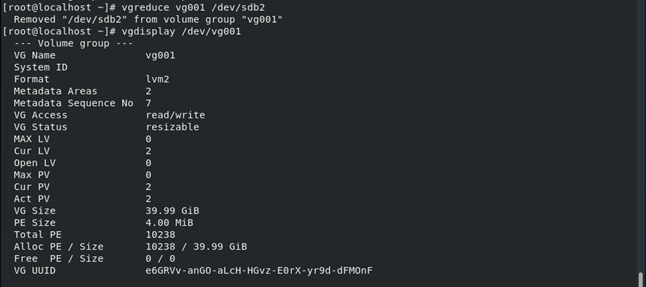 [root@localhost ~]# vgreduce vg001 /dev/sdb2
  Removed "/dev/sdb2" from volume group "vg001"
[root@localhost ~]# vgdisplay /dev/vg001
  --- Volume group ---
  VG Name               vg001
  System ID
  Format                lvm2
  Metadata Areas        2
  Metadata Sequence No  7
  VG Access             read/write
  VG Status             resizable
  MAX LV                0
  Cur LV                2
  Open LV               0
  Max PV                0
  Cur PV                2
  Act PV                2
  VG Size               39.99 GiB
  PE Size               4.00 MiB
  Total PE              10238
  Alloc PE / Size       10238 / 39.99 GiB
  Free  PE / Size       0 / 0
  VG UUID               e6GRVv-anGO-aLcH-HGvz-E0rX-yr9d-dFMOnF